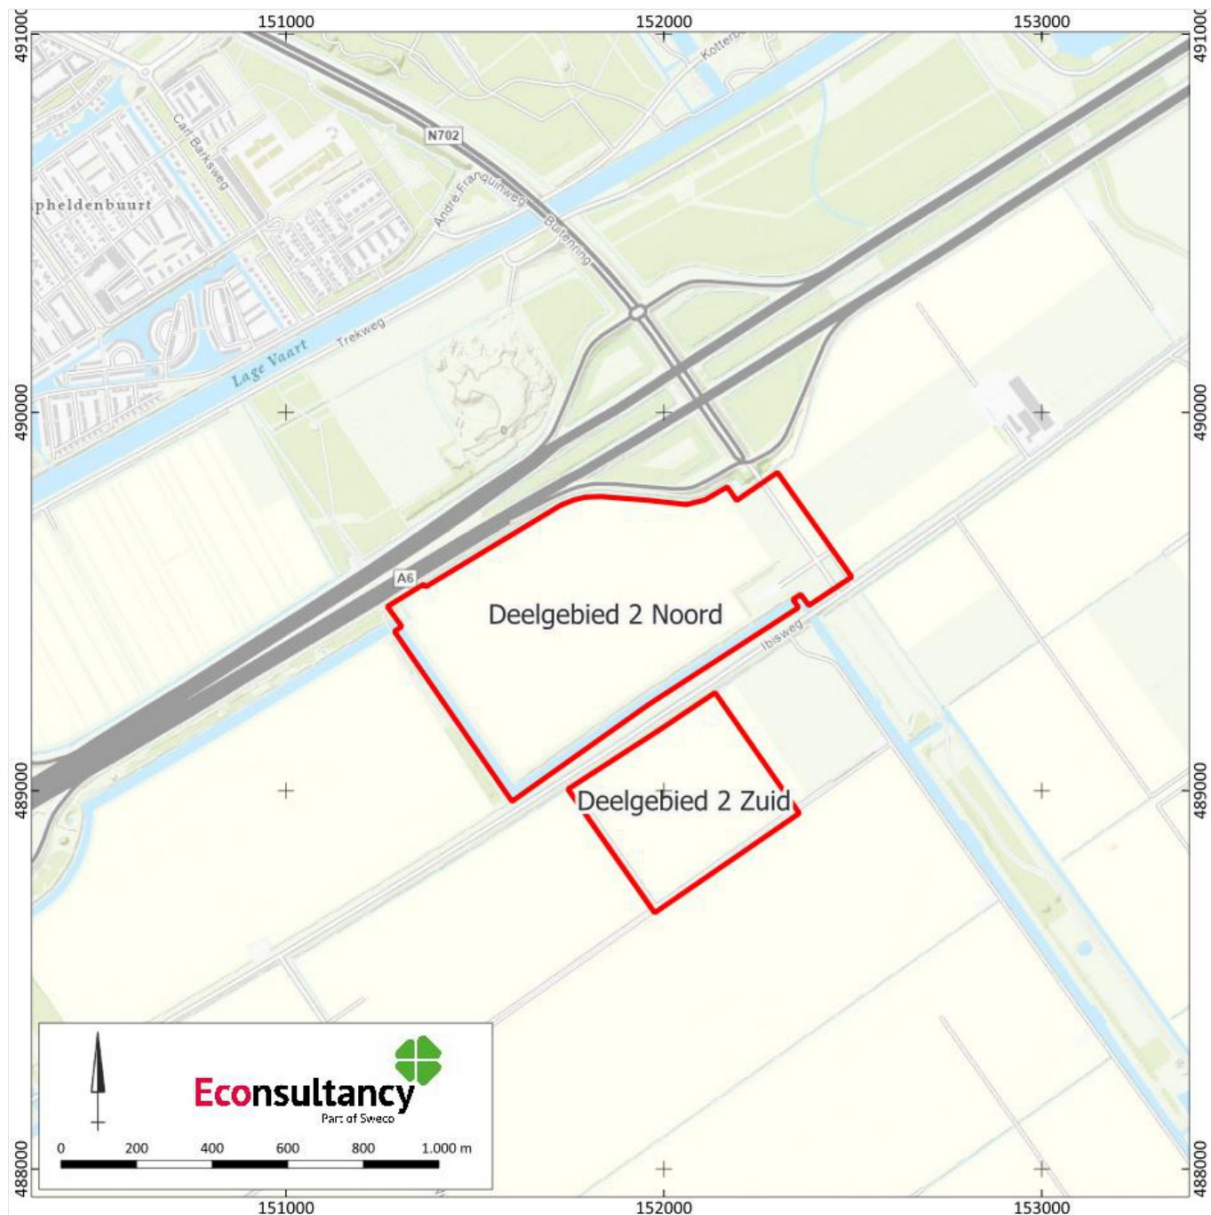 151000
152000
153000
491000
491000
Kotterb
N702
Carl Barksweg
André Franquinweg
pheldenbuurt
Buitenring
Trekweg
Lage Vaart
490000
490000
A6
Deelgebied 2 Noord
Ibisweg
489000
489000
Deelgebied 2 Zuid
Econsultancy
Part of Sweco
0 200 400 600 800 1.000 m
488000
488000
151000
152000
153000